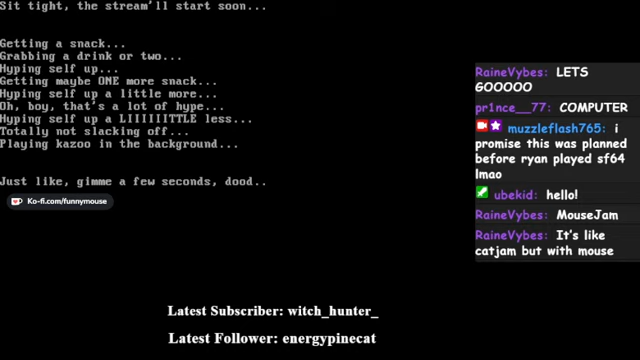 Sit tight, the stream'll start soon...
Getting a snack...
Grabbing a drink or two...
Hyping self up...
Getting maybe ONE more snack...
Hyping self up a little more...
Oh, boy, that's a lot of hype...
Hyping self up a LIIIIIITTLE less...
Totally not slacking off...
Playing kazoo in the background...
Just like, gimme a few seconds, dood..
Ko-fi.com/funnymouse
RaineVybes: LETS
GOOOOO
pr1nce__77: COMPUTER
muzzleflash765: i
promise this was planned
before ryan played sf64
lmao
ubekid: hello!
RaineVybes: MouseJam
RaineVybes: It's like
catjam but with mouse
Latest Subscriber: witch_hunter_
Latest Follower: energypinecat